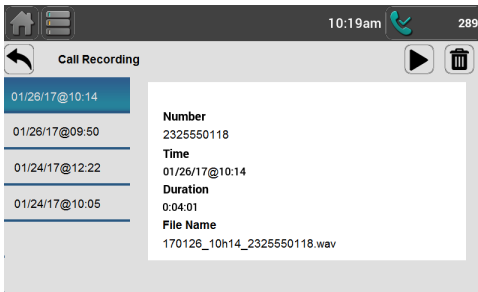 10:19am 289
Call Recording
01/26/17@10:14
01/26/17@09:50
01/24/17@12:22
01/24/17@10:05
Number
2325550118
Time
01/26/17@10:14
Duration
0:04:01
File Name
170126_10h14_2325550118.wav